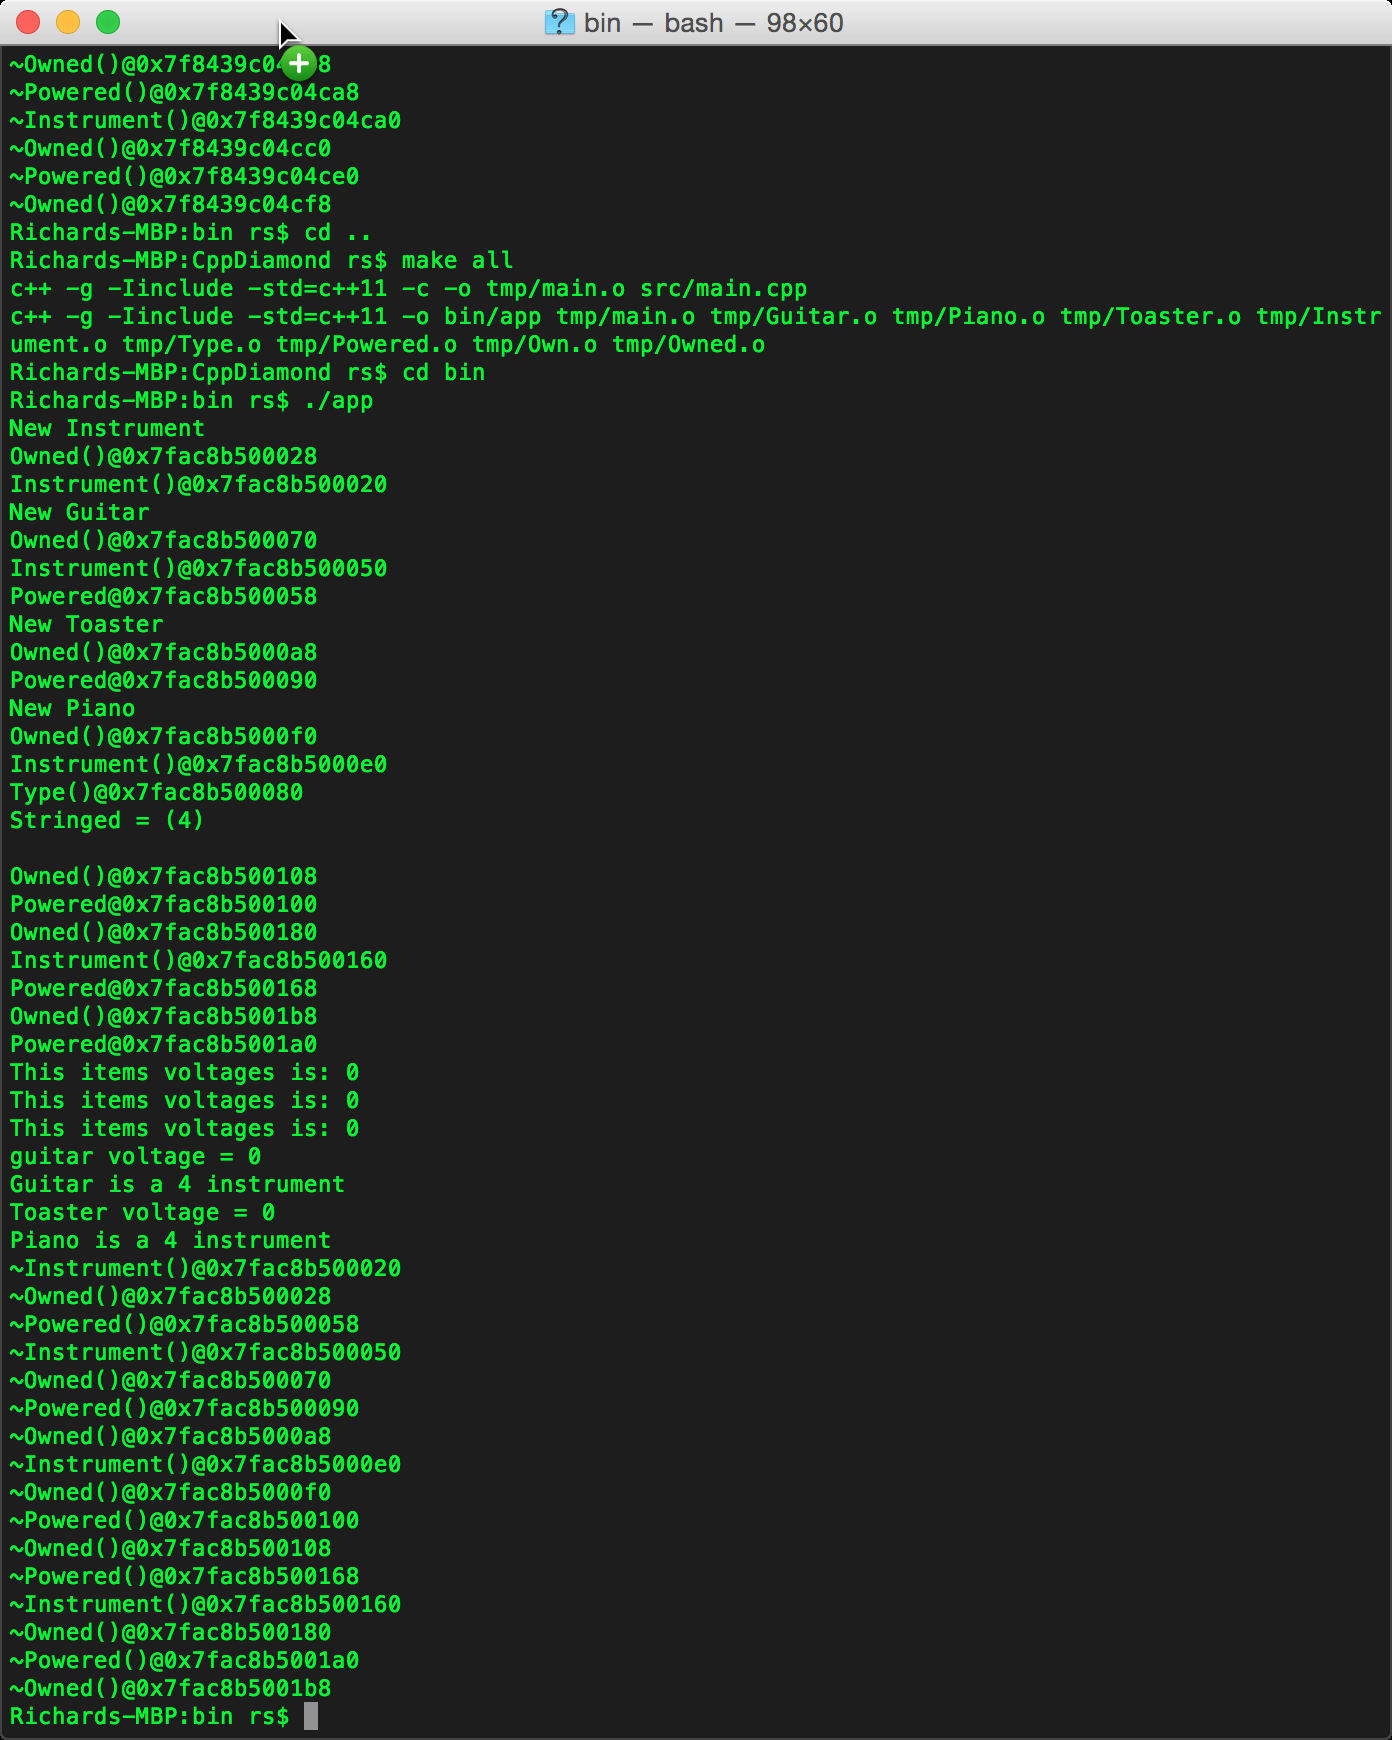 bin — bash — 98×60
~Owned()@0x7f8439c04 8
~Powered()@0x7f8439c04ca8
~Instrument()@0x7f8439c04ca0
~Owned()@0x7f8439c04cc0
~Powered()@0x7f8439c04ce0
~Owned()@0x7f8439c04cf8
Richards-MBP:bin rs$ cd ..
Richards-MBP:CppDiamond rs$ make all
c++ -g -Iinclude -std=c++11 -c -o tmp/main.o src/main.cpp
c++ -g -Iinclude -std=c++11 -o bin/app tmp/main.o tmp/Guitar.o tmp/Piano.o tmp/Toaster.o tmp/Instr
ument.o tmp/Type.o tmp/Powered.o tmp/Own.o tmp/Owned.o
Richards-MBP:CppDiamond rs$ cd bin
Richards-MBP:bin rs$ ./app
New Instrument
Owned()@0x7fac8b500028
Instrument()@0x7fac8b500020
New Guitar
Owned()@0x7fac8b500070
Instrument()@0x7fac8b500050
Powered@0x7fac8b500058
New Toaster
Owned()@0x7fac8b5000a8
Powered@0x7fac8b500090
New Piano
Owned()@0x7fac8b5000f0
Instrument()@0x7fac8b5000e0
Type()@0x7fac8b500080
Stringed = (4)
Owned()@0x7fac8b500108
Powered@0x7fac8b500100
Owned()@0x7fac8b500180
Instrument()@0x7fac8b500160
Powered@0x7fac8b500168
Owned()@0x7fac8b5001b8
Powered@0x7fac8b5001a0
This items voltages is: 0
This items voltages is: 0
This items voltages is: 0
guitar voltage = 0
Guitar is a 4 instrument
Toaster voltage = 0
Piano is a 4 instrument
~Instrument()@0x7fac8b500020
~Owned()@0x7fac8b500028
~Powered()@0x7fac8b500058
~Instrument()@0x7fac8b500050
~Owned()@0x7fac8b500070
~Powered()@0x7fac8b500090
~Owned()@0x7fac8b5000a8
~Instrument()@0x7fac8b5000e0
~Owned()@0x7fac8b5000f0
~Powered()@0x7fac8b500100
~Owned()@0x7fac8b500108
~Powered()@0x7fac8b500168
~Instrument()@0x7fac8b500160
~Owned()@0x7fac8b500180
~Powered()@0x7fac8b5001a0
~Owned()@0x7fac8b5001b8
Richards-MBP:bin rs$